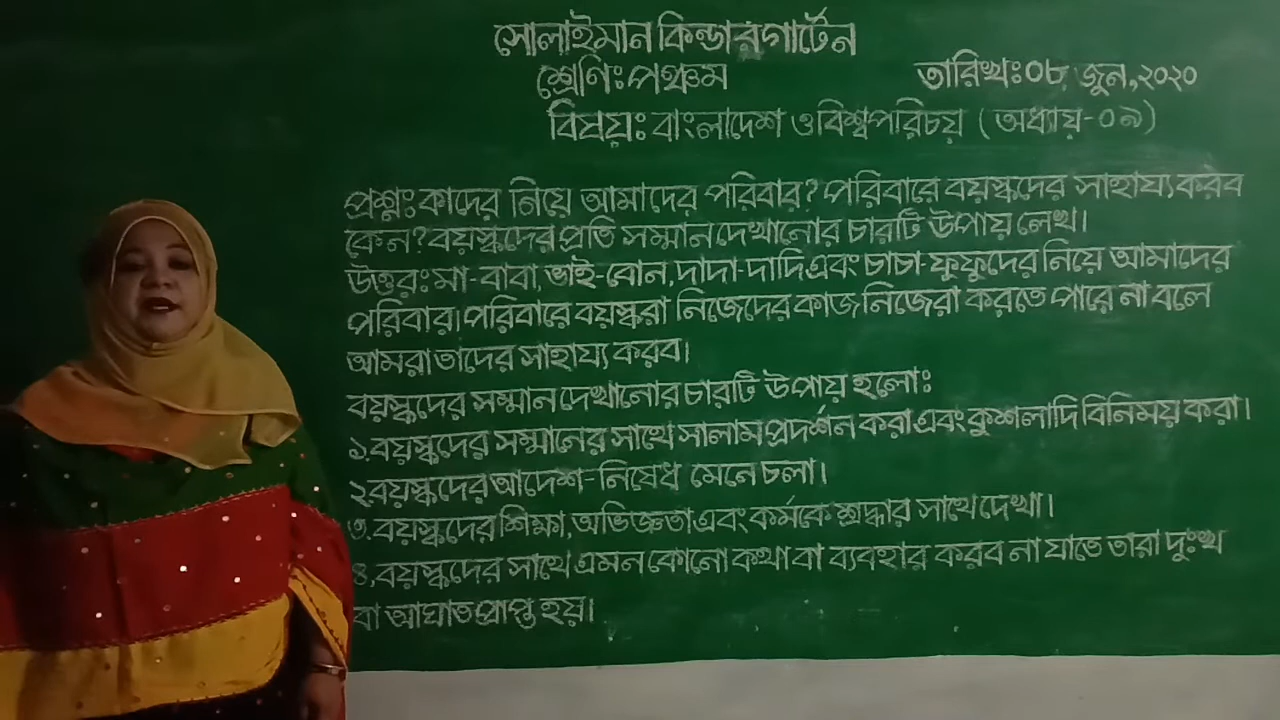 সোলাইমান কিন্ডারগার্টেন
শ্রেণিঃ পঞ্চম
তারিখঃ ০৮ জুন, ২০২০
বিষয়ঃ বাংলাদেশ ও বিশ্বপরিচয় ( অধ্যায়-০৯)
প্রশ্নঃ কাদের নিয়ে আমাদের পরিবার? পরিবারে বয়স্কদের সাহায্য করব
কেন? বয়স্কদের প্রতি সম্মান দেখানোর চারটি উপায় লেখ।
উত্তরঃ মা-বাবা, ভাই-বোন, দাদা-দাদি এবং চাচা-ফুফুদের নিয়ে আমাদের
পরিবার। পরিবারে বয়স্করা নিজেদের কাজ নিজেরা করতে পারে না বলে
আমরা তাদের সাহায্য করব।
বয়স্কদের সম্মান দেখানোর চারটি উপায় হলোঃ
১. বয়স্কদের সম্মানের সাথে সালাম প্রদর্শন করা এবং কুশলাদি বিনিময় করা।
২. বয়স্কদের আদেশ-নিষেধ মেনে চলা।
৩. বয়স্কদের শিক্ষা, অভিজ্ঞতা এবং কর্মকে শ্রদ্ধার সাথে দেখা।
৪. বয়স্কদের সাথে এমন কোনো কথা বা ব্যবহার করব না যাতে তারা দুঃখ
বা আঘাত প্রাপ্ত হয়।